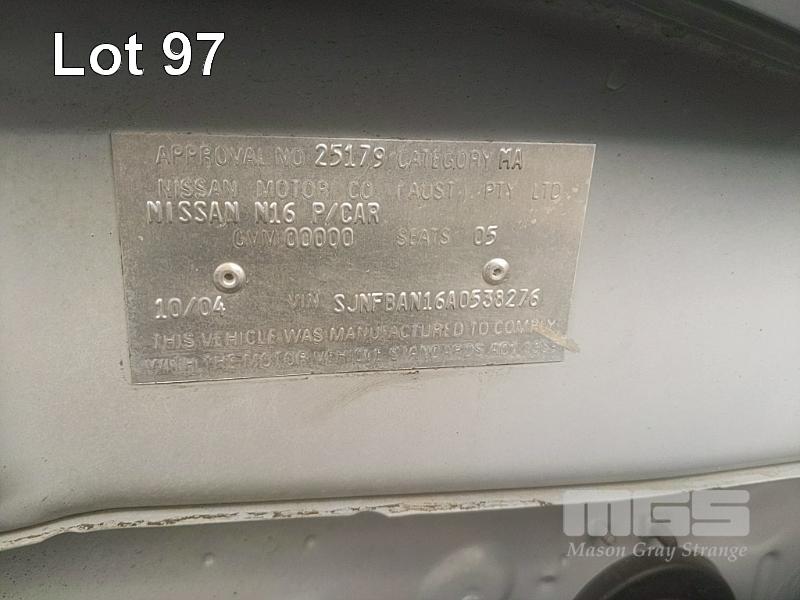 Lot 97
APPROVAL NO 25179 CATEGORY MA
NISSAN MOTOR CO. (AUST.) PTY LTD
NISSAN N16 P/CAR
GVM 00000 SEATS 05
10/04 VIN SJNFBAN16A0538276
THIS VEHICLE WAS MANUFACTURED TO COMPLY
WITH THE MOTOR VEHICLE STANDARDS ACT 1989
MGS
Mason Gray Strange